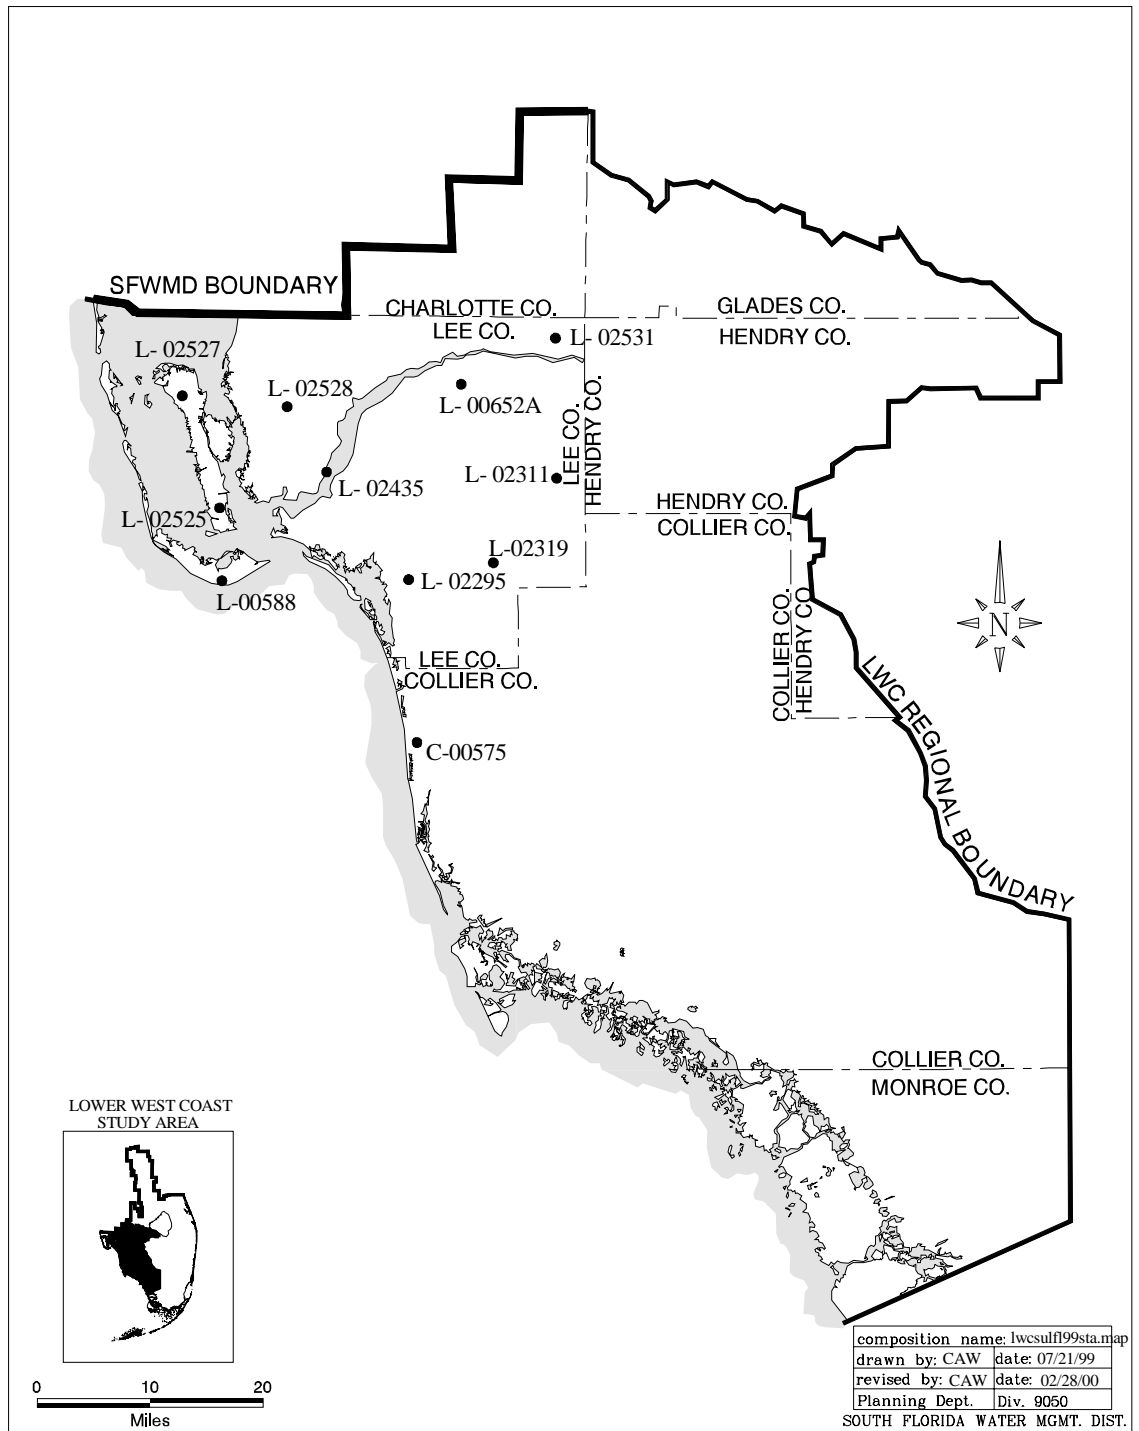 SFWMD BOUNDARY
CHARLOTTE CO.
LEE CO.
GLADES CO.
HENDRY CO.
L- 02531
L- 02527
L- 02528
L- 00652A
LEE CO.
HENDRY CO.
L- 02435
L- 02311
HENDRY CO.
COLLIER CO.
L- 02525
L-02319
L- 02295
L-00588
COLLIER CO.
HENDRY CO.
N
LEE CO.
COLLIER CO.
LWC REGIONAL BOUNDARY
C-00575
COLLIER CO.
MONROE CO.
LOWER WEST COAST
STUDY AREA
0 10 20
Miles
composition name: lwcsulfl99sta.map
drawn by: CAW date: 07/21/99
revised by: CAW date: 02/28/00
Planning Dept. Div. 9050
SOUTH FLORIDA WATER MGMT. DIST.